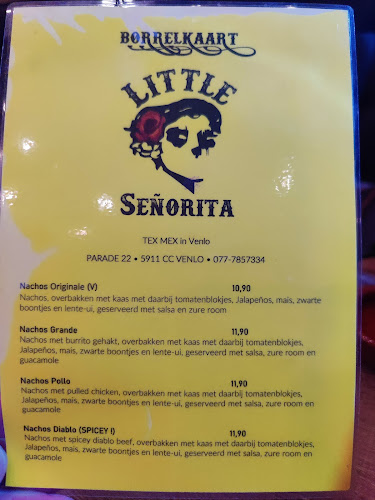 BORRELKAART
LITTLE
SEÑORITA
TEX MEX in Venlo
PARADE 22 • 5911 CC VENLO • 077-7857334
Nachos Originale (V) 10,90
Nachos, overbakken met kaas met daarbij tomatenblokjes, Jalapeños, mais, zwarte
boontjes en lente-ui, geserveerd met salsa en zure room
Nachos Grande 11,90
Nachos met burrito gehakt, overbakken met kaas met daarbij tomatenblokjes,
Jalapeños, mais, zwarte boontjes en lente-ui, geserveerd met salsa, zure room en
guacamole
Nachos Pollo 11,90
Nachos met pulled chicken, overbakken met kaas met daarbij tomatenblokjes,
Jalapeños, mais, zwarte boontjes en lente-ui, geserveerd met salsa, zure room en
guacamole
Nachos Diablo (SPICEY !) 11,90
Nachos met spicey diablo beef, overbakken met kaas met daarbij tomatenblokjes,
Jalapeños, mais, zwarte boontjes en lente-ui, geserveerd met salsa, zure room en
guacamole